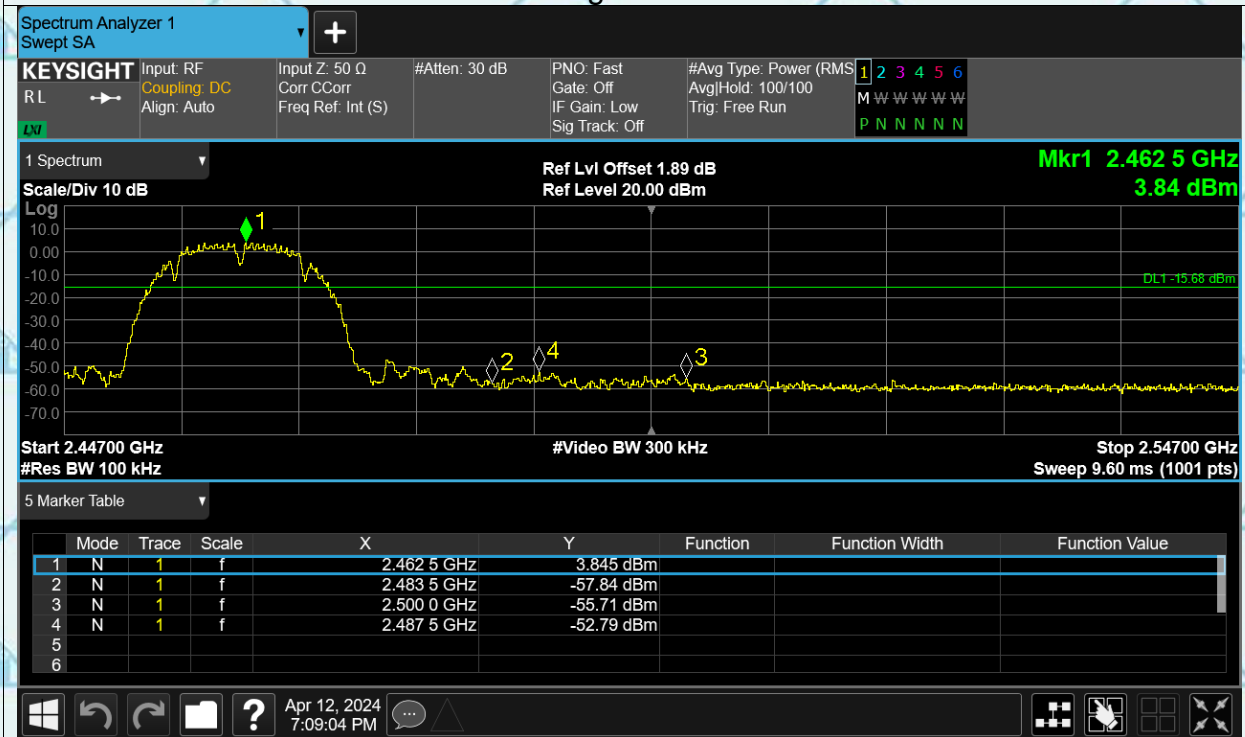 Spectrum Analyzer 1
Swept SA
KEYSIGHT
RL
LXI
Input: RF
Coupling: DC
Align: Auto
Input Z: 50 Ω
Corr CCorr
Freq Ref: Int (S)
#Atten: 30 dB
PNO: Fast
Gate: Off
IF Gain: Low
Sig Track: Off
#Avg Type: Power (RMS
Avg|Hold: 100/100
Trig: Free Run
1 2 3 4 5 6
M W W W W W
P N N N N N
1 Spectrum
Scale/Div 10 dB
Ref Lvl Offset 1.89 dB
Ref Level 20.00 dBm
Mkr1 2.462 5 GHz
3.84 dBm
Log
10.0
0.00
-10.0
-20.0
-30.0
-40.0
-50.0
-60.0
-70.0
1
2
4
3
DL1 -15.68 dBm
Start 2.44700 GHz
#Video BW 300 kHz
Stop 2.54700 GHz
#Res BW 100 kHz
Sweep 9.60 ms (1001 pts)
5 Marker Table
Mode Trace Scale X Y Function Function Width Function Value
1 N 1 f 2.462 5 GHz 3.845 dBm
2 N 1 f 2.483 5 GHz -57.84 dBm
3 N 1 f 2.500 0 GHz -55.71 dBm
4 N 1 f 2.487 5 GHz -52.79 dBm
5
6
?
Apr 12, 2024
7:09:04 PM